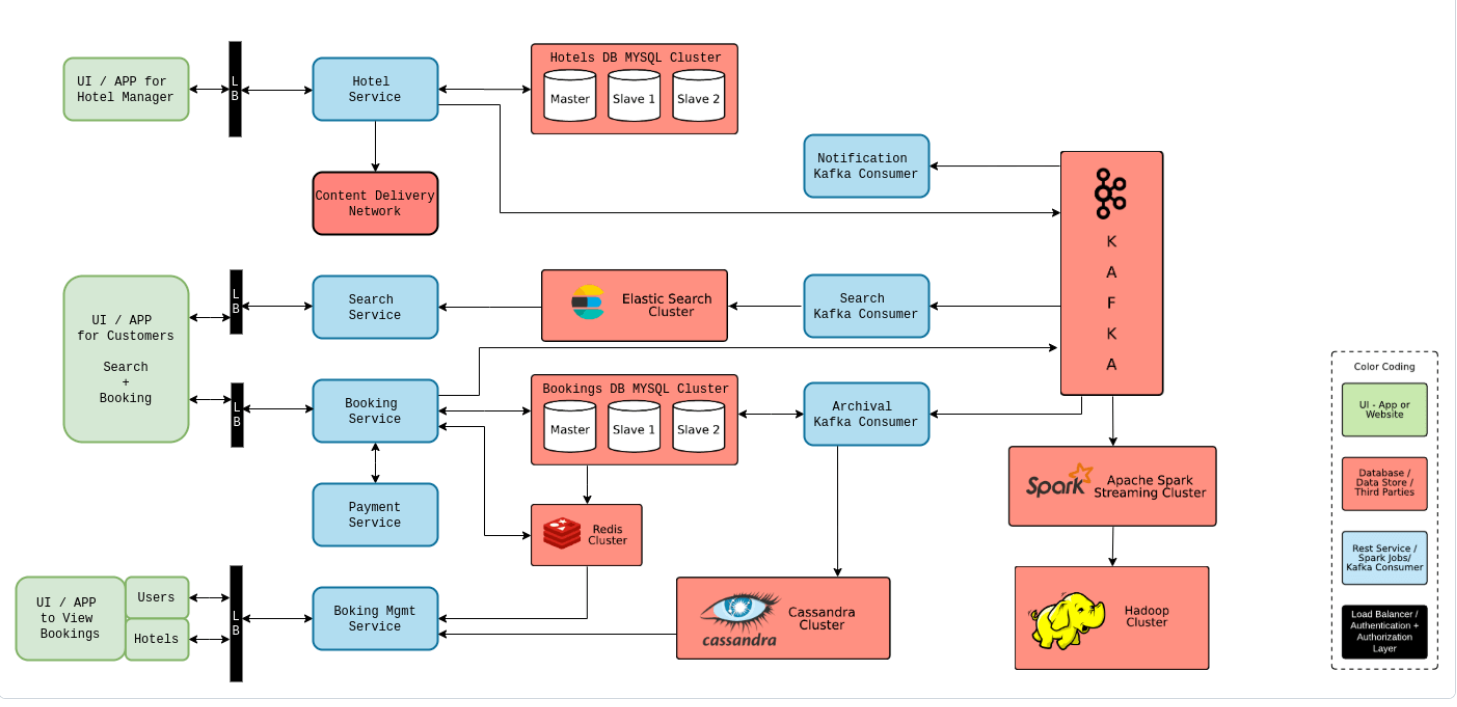 UI / APP for
Hotel Manager
L
B
Hotel
Service
Hotels DB MYSQL Cluster
Master
Slave 1
Slave 2
Content Delivery
Network
Notification
Kafka Consumer
K
A
F
K
A
UI / APP
for Customers
Search
+
Booking
L
B
Search
Service
Elastic Search
Cluster
Search
Kafka Consumer
L
B
Booking
Service
Bookings DB MYSQL Cluster
Master
Slave 1
Slave 2
Archival
Kafka Consumer
Payment
Service
Redis
Cluster
Spark
Apache Spark
Streaming Cluster
UI / APP
to View
Bookings
Users
Hotels
L
B
Boking Mgmt
Service
cassandra
Cassandra
Cluster
Hadoop
Cluster
Color Coding
UI - App or
Website
Database /
Data Store /
Third Parties
Rest Service /
Spark Jobs/
Kafka Consumer
Load Balancer /
Authentication +
Authorization
Layer